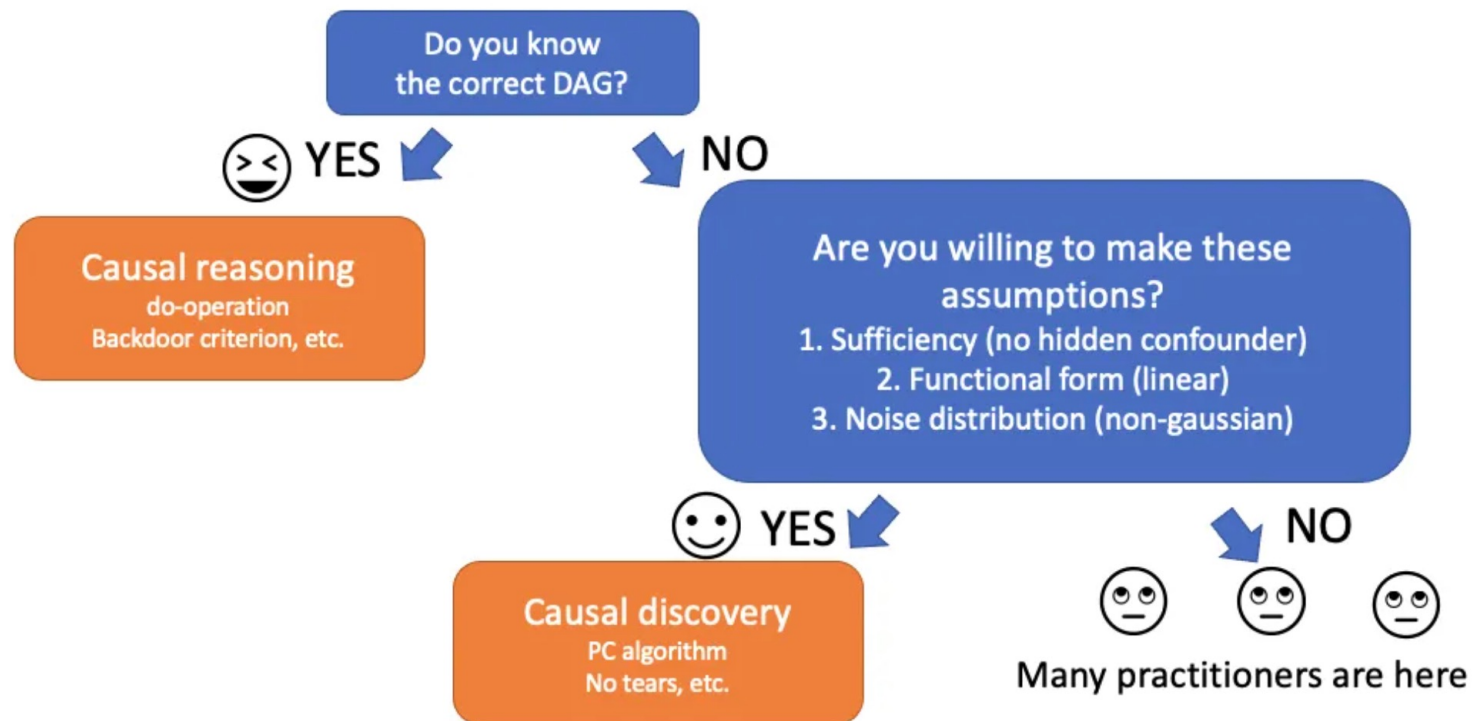 Do you know
the correct DAG?
YES
NO
Causal reasoning
do-operation
Backdoor criterion, etc.
Are you willing to make these
assumptions?
1. Sufficiency (no hidden confounder)
2. Functional form (linear)
3. Noise distribution (non-gaussian)
YES
NO
Causal discovery
PC algorithm
No tears, etc.
Many practitioners are here